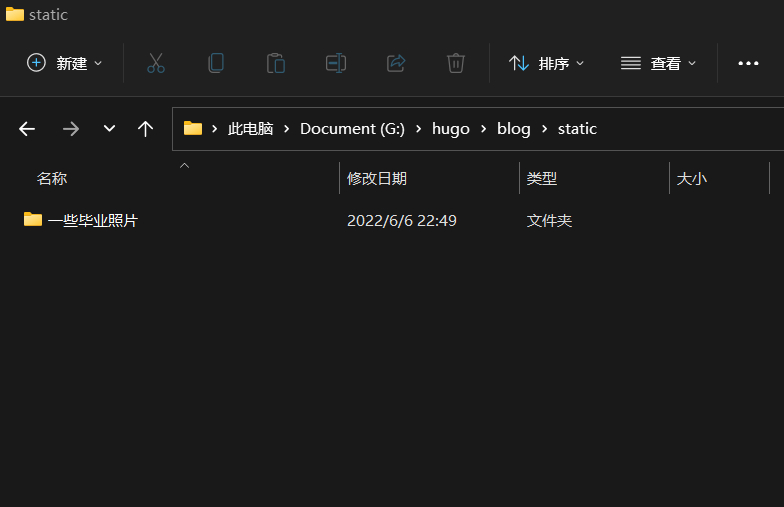 static
新建 排序 查看
此电脑 Document (G:) hugo blog static
名称 修改日期 类型 大小
一些毕业照片 2022/6/6 22:49 文件夹